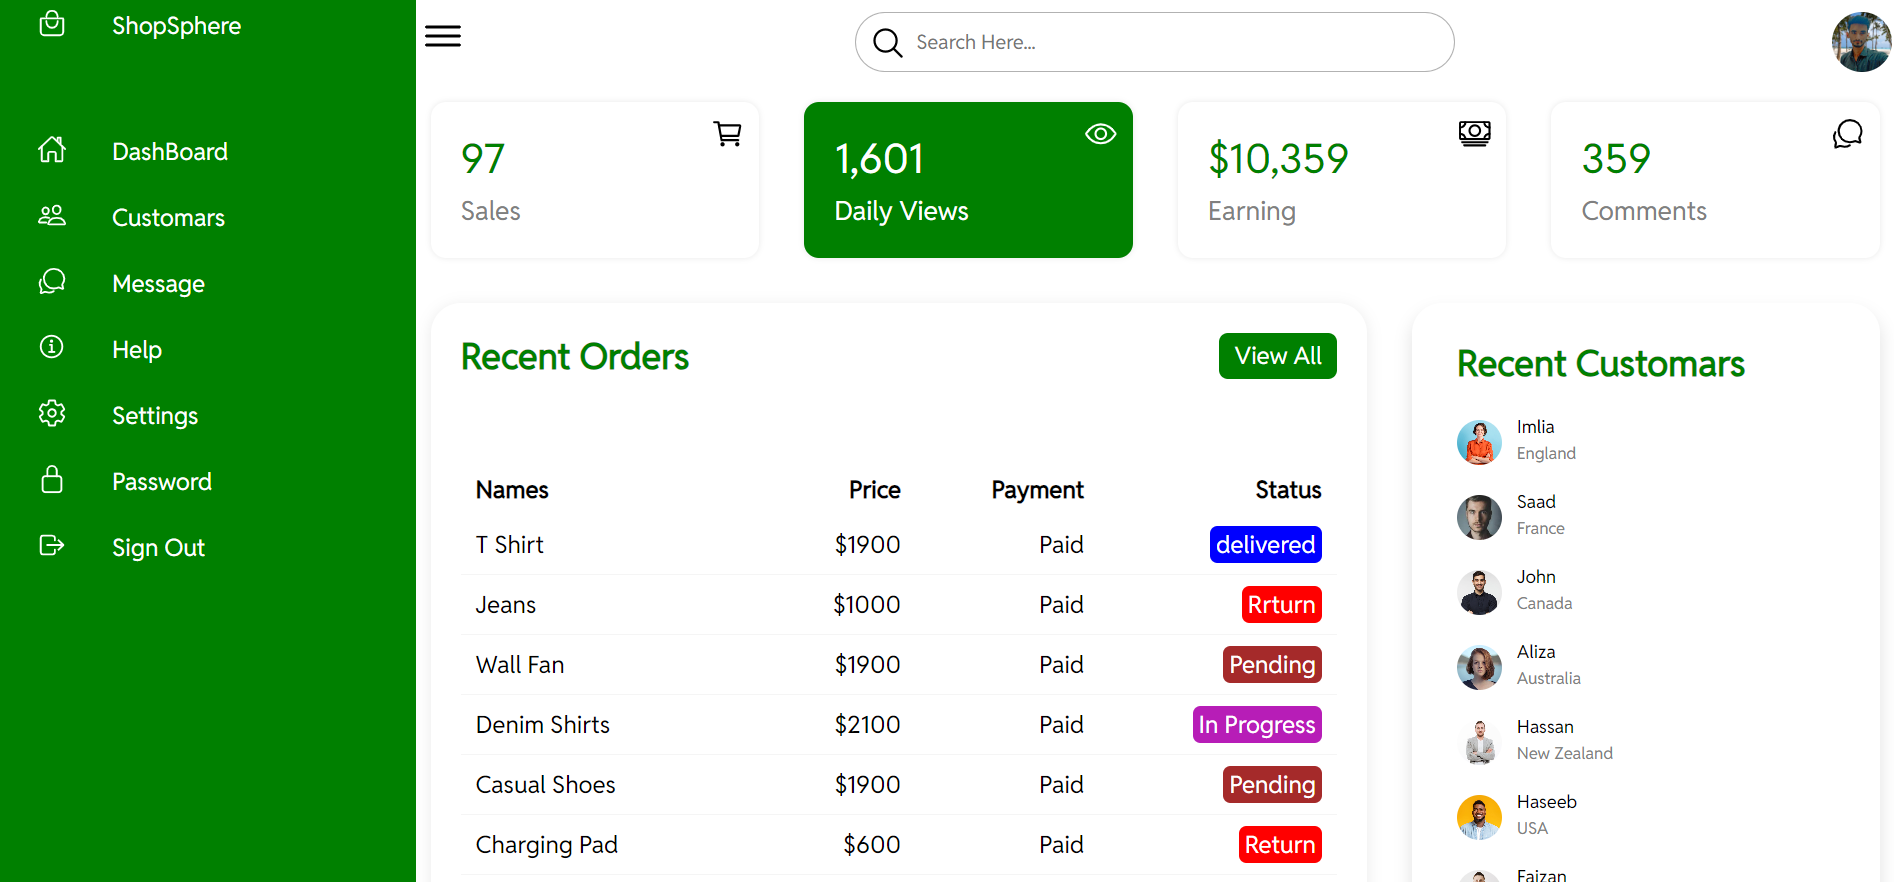 ShopSphere
DashBoard
Customars
Message
Help
Settings
Password
Sign Out
Search Here...
97
Sales
1,601
Daily Views
$10,359
Earning
359
Comments
Recent Orders
View All
Names Price Payment Status
T Shirt $1900 Paid delivered
Jeans $1000 Paid Rrturn
Wall Fan $1900 Paid Pending
Denim Shirts $2100 Paid In Progress
Casual Shoes $1900 Paid Pending
Charging Pad $600 Paid Return
Recent Customars
Imlia
England
Saad
France
John
Canada
Aliza
Australia
Hassan
New Zealand
Haseeb
USA
Faizan